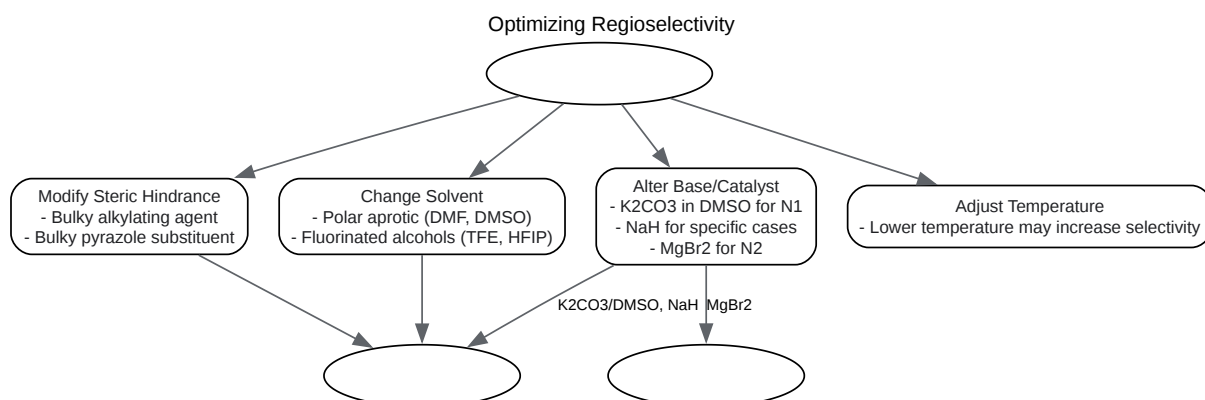 Optimizing Regioselectivity
Modify Steric Hindrance
- Bulky alkylating agent
- Bulky pyrazole substituent
Change Solvent
- Polar aprotic (DMF, DMSO)
- Fluorinated alcohols (TFE, HFIP)
Alter Base/Catalyst
- K2CO3 in DMSO for N1
- NaH for specific cases
- MgBr2 for N2
Adjust Temperature
- Lower temperature may increase selectivity
K2CO3/DMSO, NaH
MgBr2